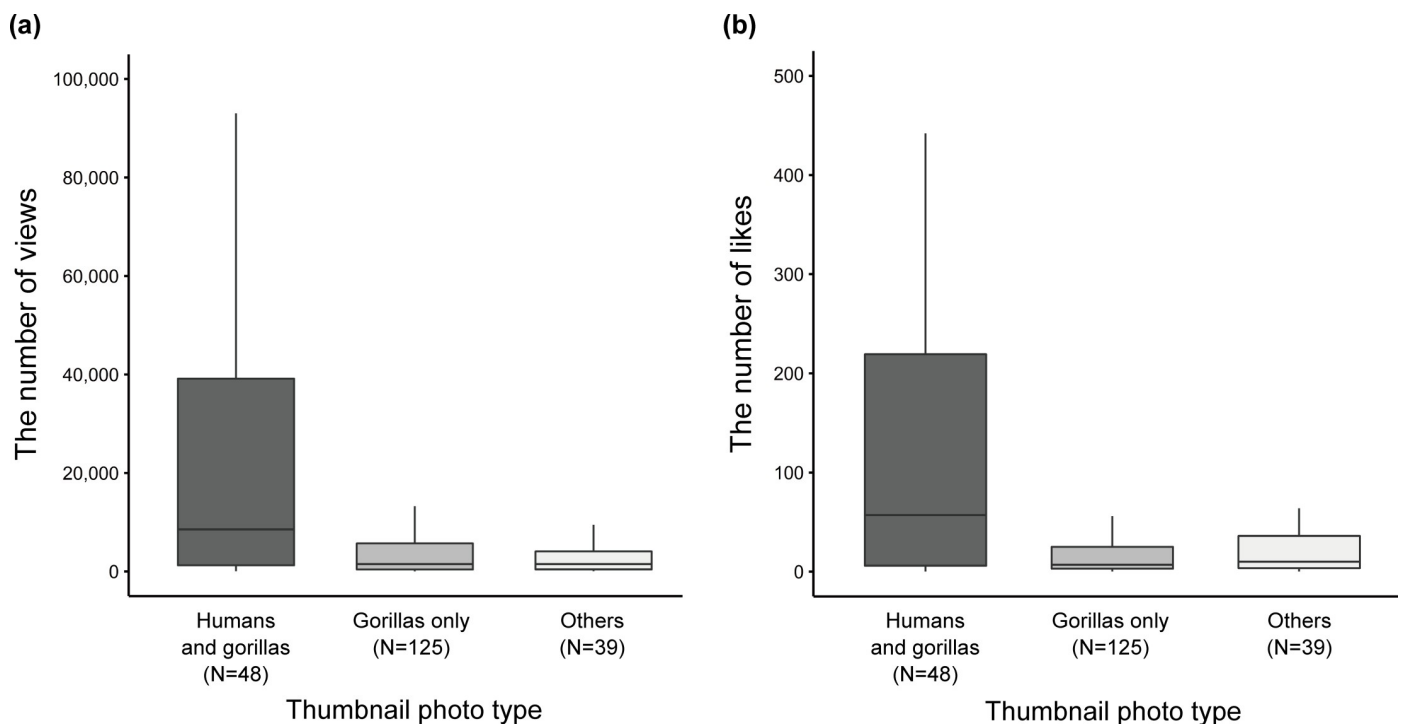 (a)
The number of views
100,000
80,000
60,000
40,000
20,000
0
Humans
and gorillas
(N=48)
Gorillas only
(N=125)
Others
(N=39)
Thumbnail photo type
(b)
The number of likes
500
400
300
200
100
0
Humans
and gorillas
(N=48)
Gorillas only
(N=125)
Others
(N=39)
Thumbnail photo type